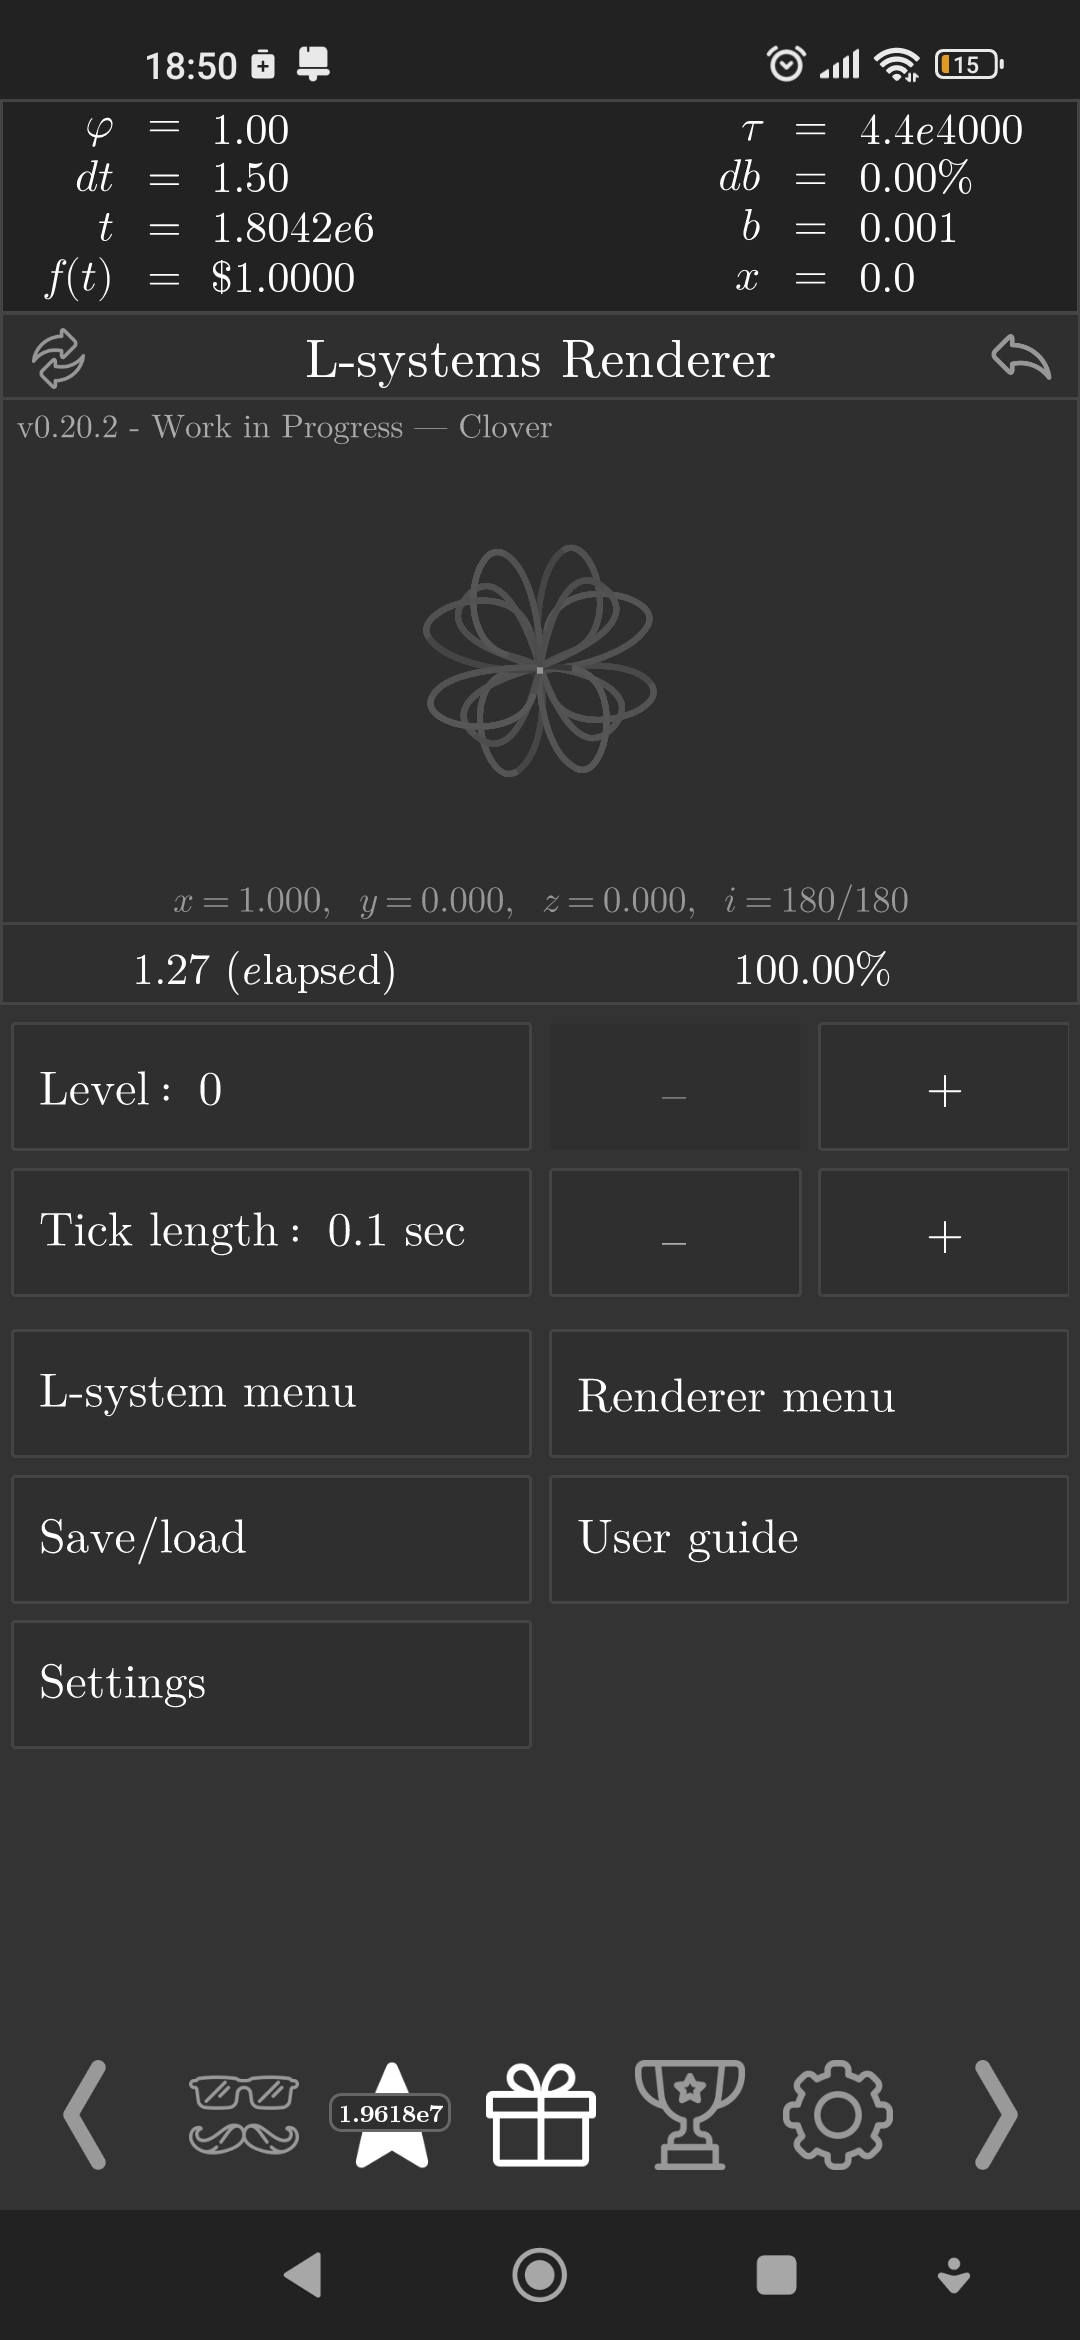 18:50 15
φ = 1.00 τ = 4.4e4000
dt = 1.50 db = 0.00%
t = 1.8042e6 b = 0.001
f(t) = $1.0000 x = 0.0
L-systems Renderer
v0.20.2 - Work in Progress — Clover
x = 1.000, y = 0.000, z = 0.000, i = 180/180
1.27 (elapsed) 100.00%
Level: 0 – +
Tick length: 0.1 sec – +
L-system menu Renderer menu
Save/load User guide
Settings
1.9618e7